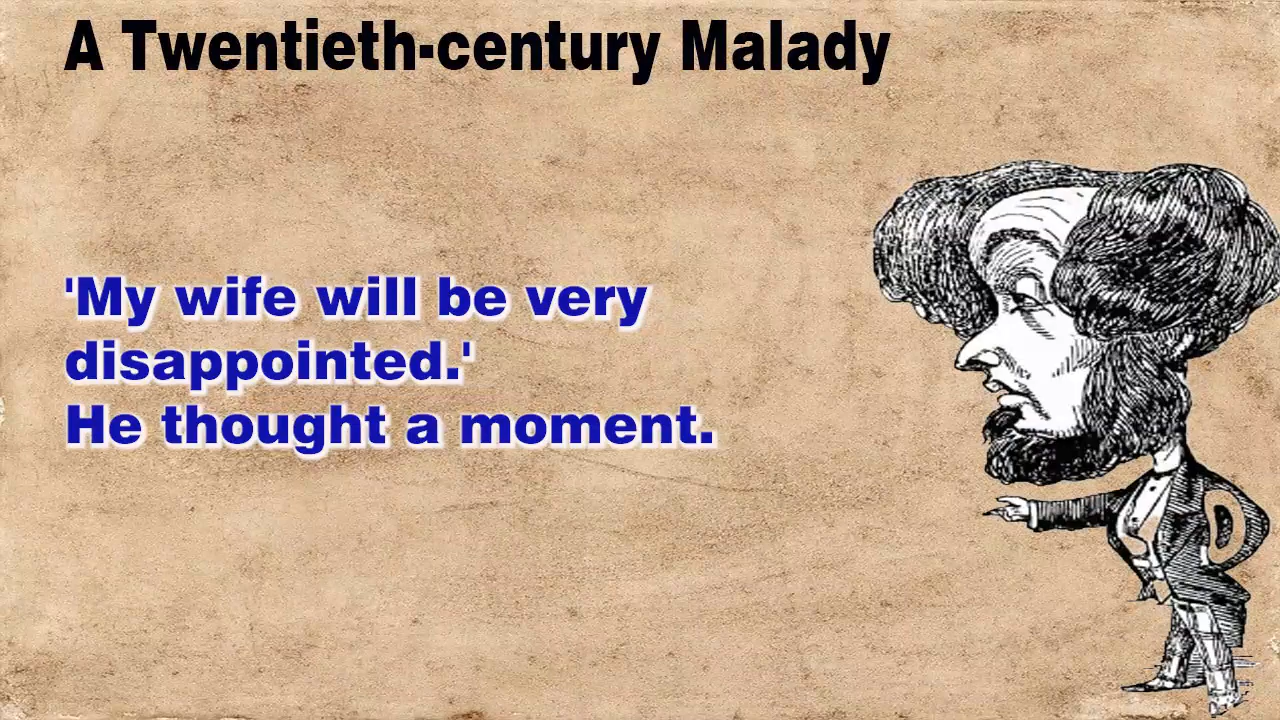 A Twentieth-century Malady
'My wife will be very
disappointed.'
He thought a moment.